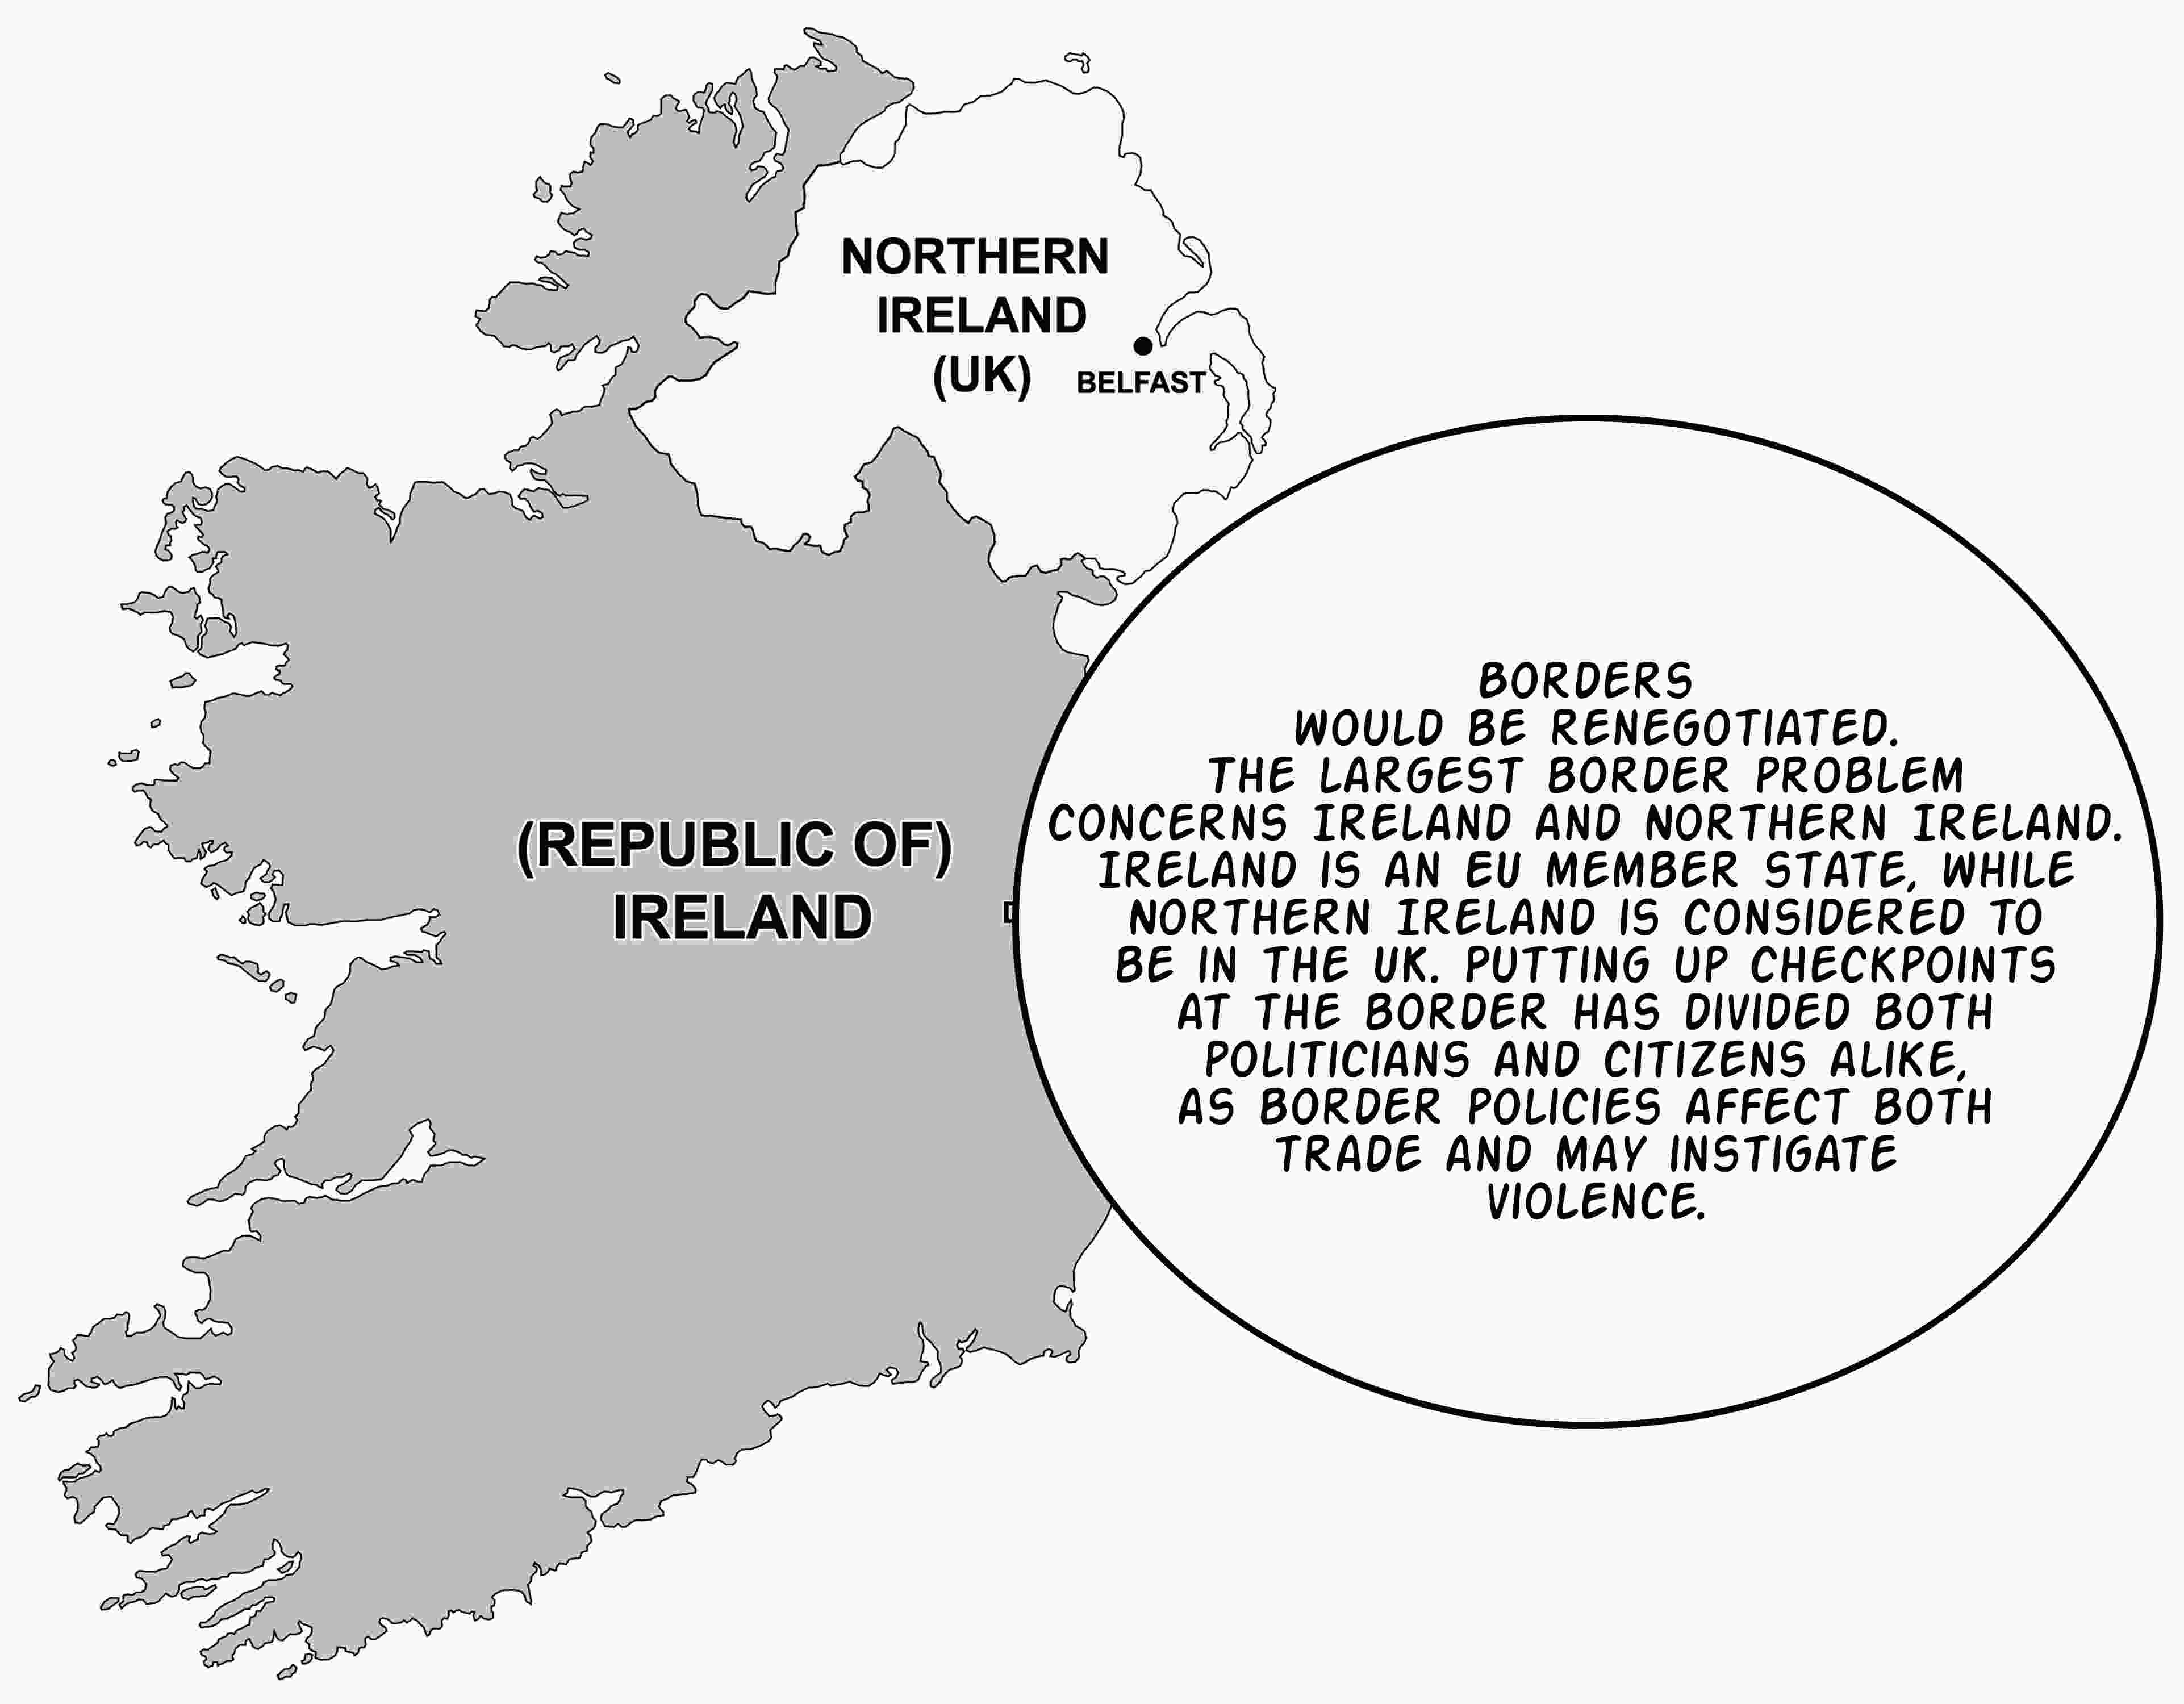 NORTHERN
IRELAND
(UK)
BELFAST
(REPUBLIC OF)
IRELAND
BORDERS
WOULD BE RENEGOTIATED.
THE LARGEST BORDER PROBLEM
CONCERNS IRELAND AND NORTHERN IRELAND.
IRELAND IS AN EU MEMBER STATE, WHILE
NORTHERN IRELAND IS CONSIDERED TO
BE IN THE UK. PUTTING UP CHECKPOINTS
AT THE BORDER HAS DIVIDED BOTH
POLITICIANS AND CITIZENS ALIKE,
AS BORDER POLICIES AFFECT BOTH
TRADE AND MAY INSTIGATE
VIOLENCE.